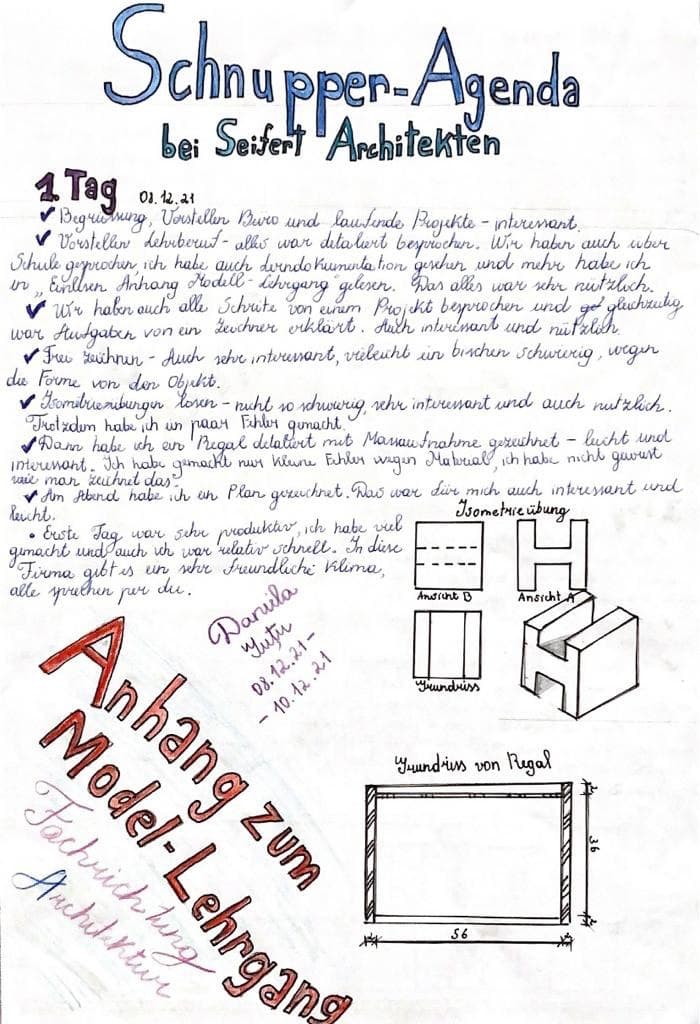 Schnupper-Agenda
bei Seifert Architekten
1. Tag 08.12.21
✔ Begrüssung, Vorstellen Büro und laufende Projekte - interessant.
✔ Vorstellen Lehrberuf - alles war detaliert besprochen. Wir haben auch über
Schule gesprochen, ich habe auch Lerndokumentation gesehen und mehr habe ich
in "Anhang Modell-Lehrgang" gelesen. Das alles war sehr nützlich.
✔ Wir haben auch alle Schrite von einem Projekt besprochen und gleichzeitig
war Aufgaben von ein Zeichner erklärt. Auch interessant und nützlich.
✔ Frei zeichnen - Auch sehr interessant, vieleicht ein bischen schwierig, wegen
die Forme von den Objekt.
✔ Isometrieübungen lösen - nicht so schwierig, sehr interessant und auch nützlich.
Trotzdem habe ich ein paar Fehler gemacht.
✔ Dann habe ich ein Regal detaliert mit Massaufnahme gezeichnet - leicht und
interessant. Ich habe gemacht nur kleine Fehler wegen Material, ich habe nicht gewust
wie man zeichnet das.
✔ Am Abend habe ich ein Plan gezeichnet. Das war für mich auch interessant und
leicht.
• Erste Tag war sehr produktiv, ich habe viel
gemacht und auch ich war relativ schnell. In diese
Firma gibt es ein sehr freundliche Klima,
alle sprechen per du.
Isometrieübung
Ansicht B
Ansicht A
Grundriss
Daniela
08.12.21 -
- 10.12.21
Anhang zum
Model-Lehrgang
Fachrichtung
Architektur
Grundriss von Regal
2
36
2
2
56
2